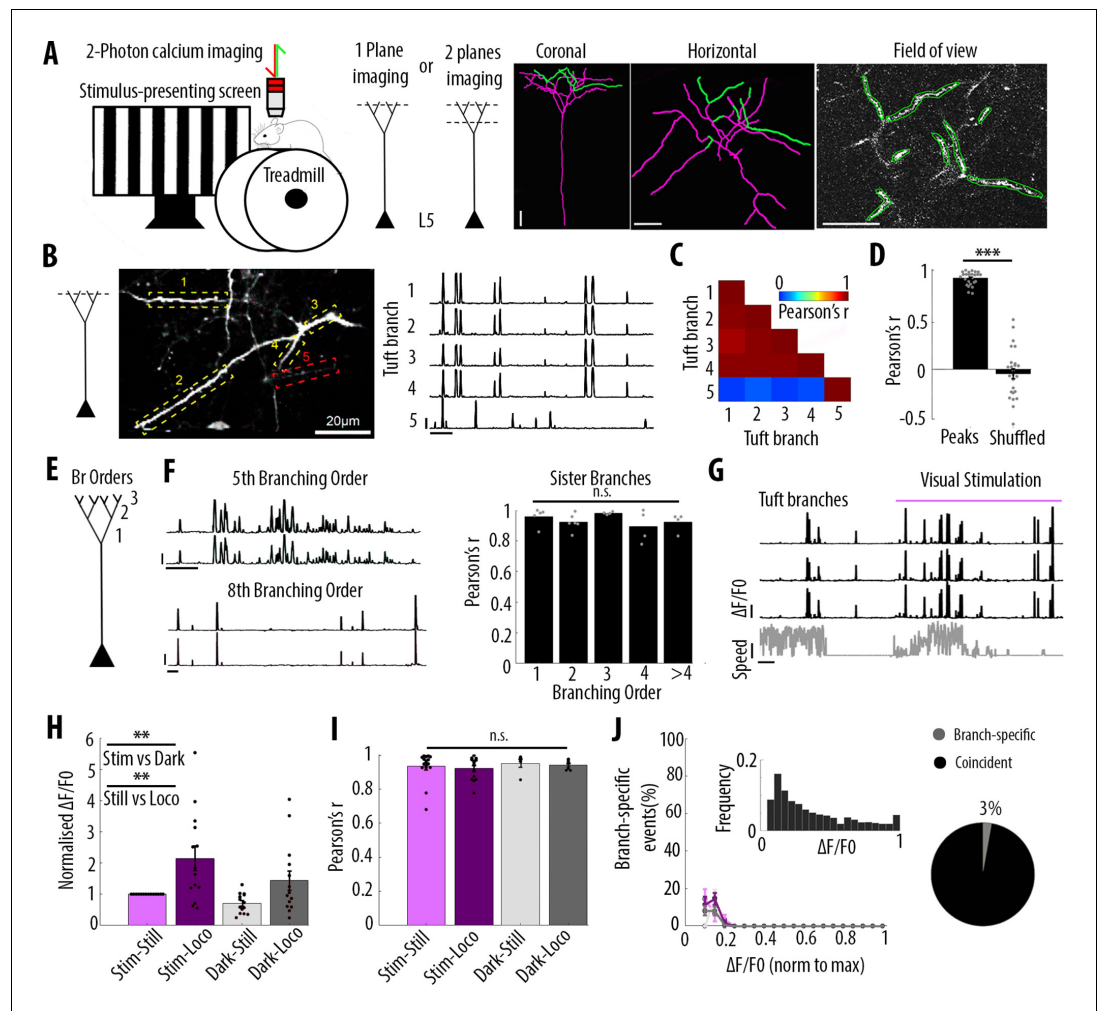 A
2-Photon calcium imaging
Stimulus-presenting screen
Treadmill
1 Plane
imaging
or
2 planes
imaging
L5
Coronal
Horizontal
Field of view
B
1
2
3
4
5
20μm
Tuft branch
1
2
3
4
5
C
0
1
Pearson's r
Tuft branch
1
2
3
4
5
1
2
3
4
5
Tuft branch
D
***
Pearson's r
1
0.5
0
-0.5
Peaks
Shuffled
E
Br Orders
3
2
1
F
5th Branching Order
8th Branching Order
Sister Branches
n.s.
Pearson's r
1
0.8
0.6
0.4
0.2
0
1
2
3
4
>4
Branching Order
G
Tuft branches
Visual Stimulation
ΔF/F0
Speed
H
Normalised ΔF/F0
6
5
4
3
2
1
0
**
Stim vs Dark
**
Still vs Loco
Stim-Still
Stim-Loco
Dark-Still
Dark-Loco
I
n.s.
Pearson's r
1
0.8
0.6
0.4
0.2
0
Stim-Still
Stim-Loco
Dark-Still
Dark-Loco
J
Branch-specific
events(%)
100
80
60
40
20
0
0
0.2
0.4
0.6
0.8
1
ΔF/F0 (norm to max)
Frequency
0.2
0
0
1
ΔF/F0
Branch-specific
Coincident
3%